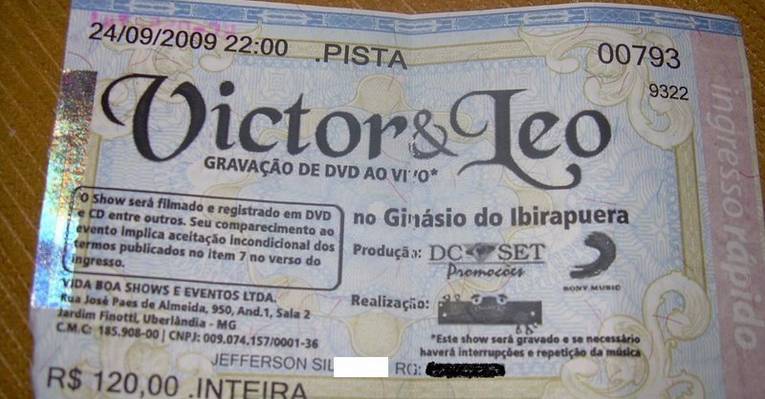 24/09/2009 22:00 .PISTA 00793
9322
Victor & Leo
GRAVAÇÃO DE DVD AO VIVO*
O Show será filmado e registrado em DVD
e CD entre outros. Seu comparecimento ao
evento implica aceitação incondicional dos
termos publicados no item 7 no verso do
ingresso.
no Ginásio do Ibirapuera
Produção: DC SET
Promoções
SONY MUSIC
Realização:
VIDA BOA SHOWS E EVENTOS LTDA.
Rua José Paes de Almeida, 950, And.1, Sala 2
Jardim Finotti, Uberlândia - MG
C.M.C: 185.908-00 | CNPJ: 009.074.157/0001-36
*Este show será gravado e se necessário
haverá interrupções e repetição da música
JEFFERSON SIL RG:
R$ 120,00 .INTEIRA
ingresso rápido